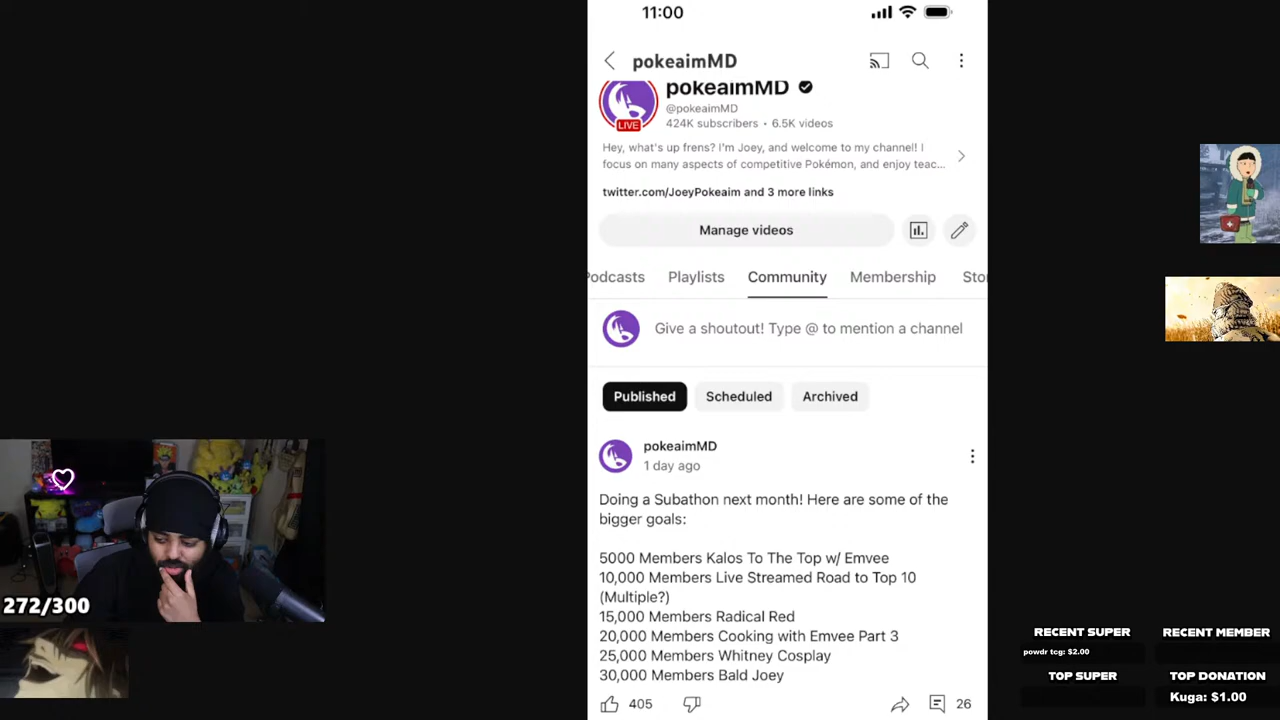 11:00
pokeaimMD
pokeaimMD
@pokeaimMD
424K subscribers • 6.5K videos
LIVE
Hey, what's up frens? I'm Joey, and welcome to my channel! I
focus on many aspects of competitive Pokémon, and enjoy teac...
twitter.com/JoeyPokeaim and 3 more links
Manage videos
Podcasts Playlists Community Membership Sto
Give a shoutout! Type @ to mention a channel
Published Scheduled Archived
pokeaimMD
1 day ago
Doing a Subathon next month! Here are some of the
bigger goals:
5000 Members Kalos To The Top w/ Emvee
10,000 Members Live Streamed Road to Top 10
(Multiple?)
15,000 Members Radical Red
20,000 Members Cooking with Emvee Part 3
25,000 Members Whitney Cosplay
30,000 Members Bald Joey
405 26
272/300
RECENT SUPER RECENT MEMBER
powdr tcg: $2.00
TOP SUPER TOP DONATION
Kuga: $1.00